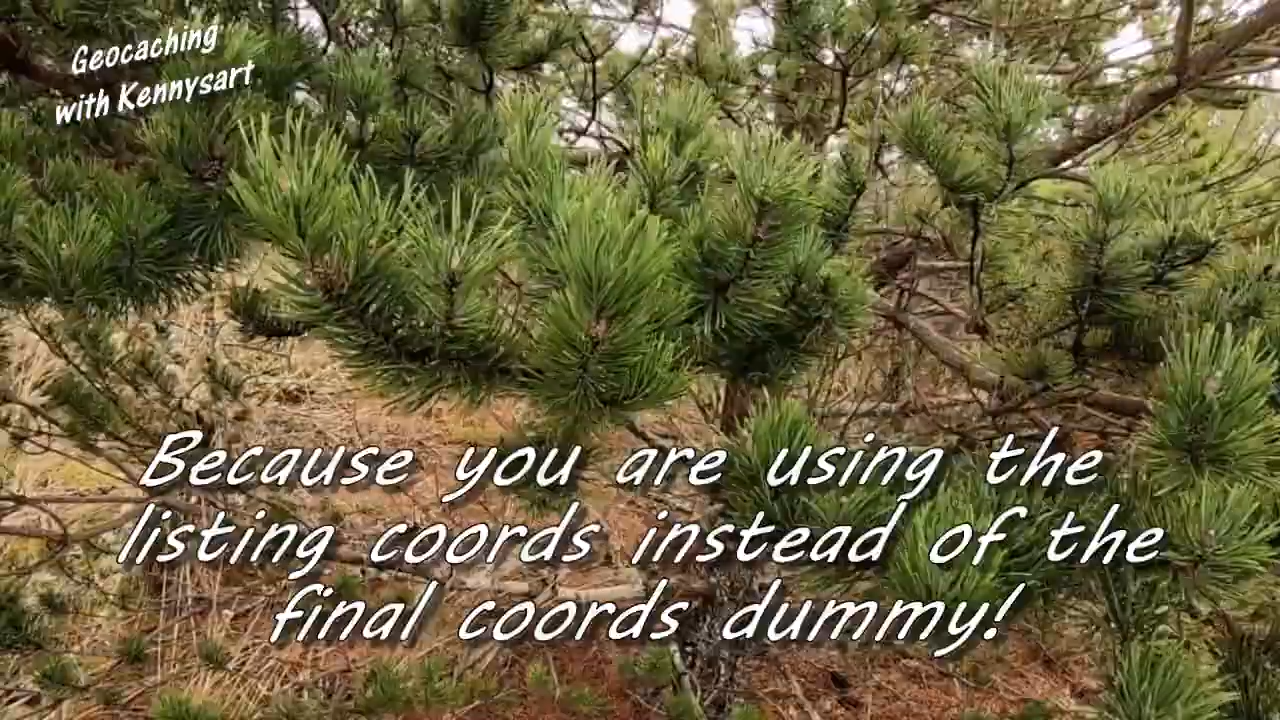 Geocaching
with Kennysart
Because you are using the
listing coords instead of the
final coords dummy!